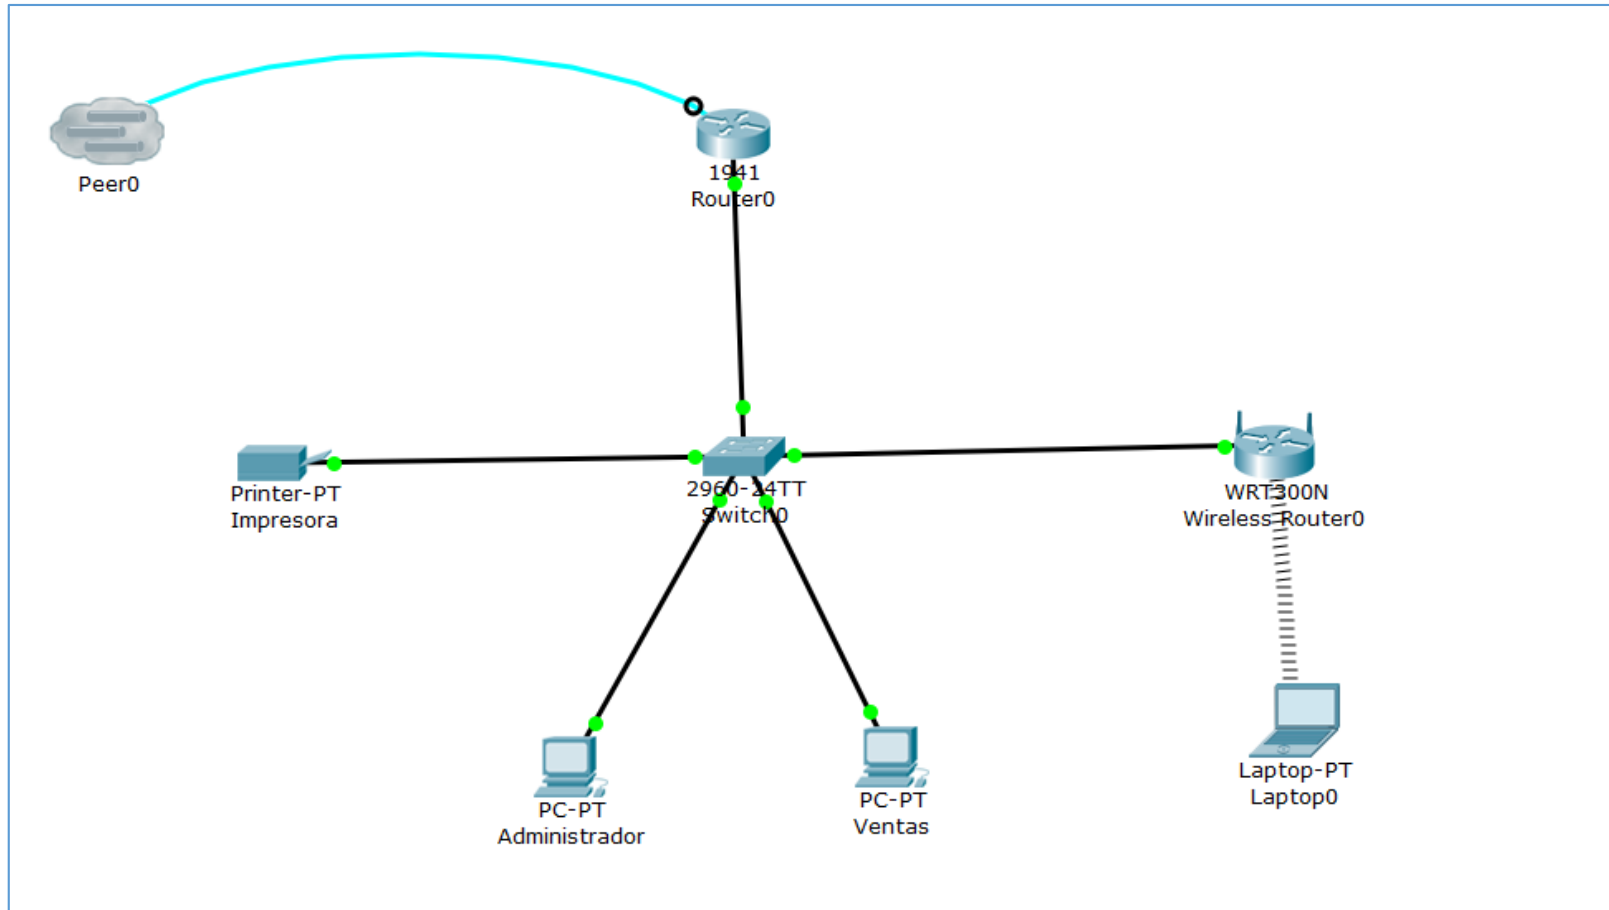 Peer0
1941
Router0
Printer-PT
Impresora
2960-24TT
Switch0
WRT300N
Wireless Router0
PC-PT
Administrador
PC-PT
Ventas
Laptop-PT
Laptop0